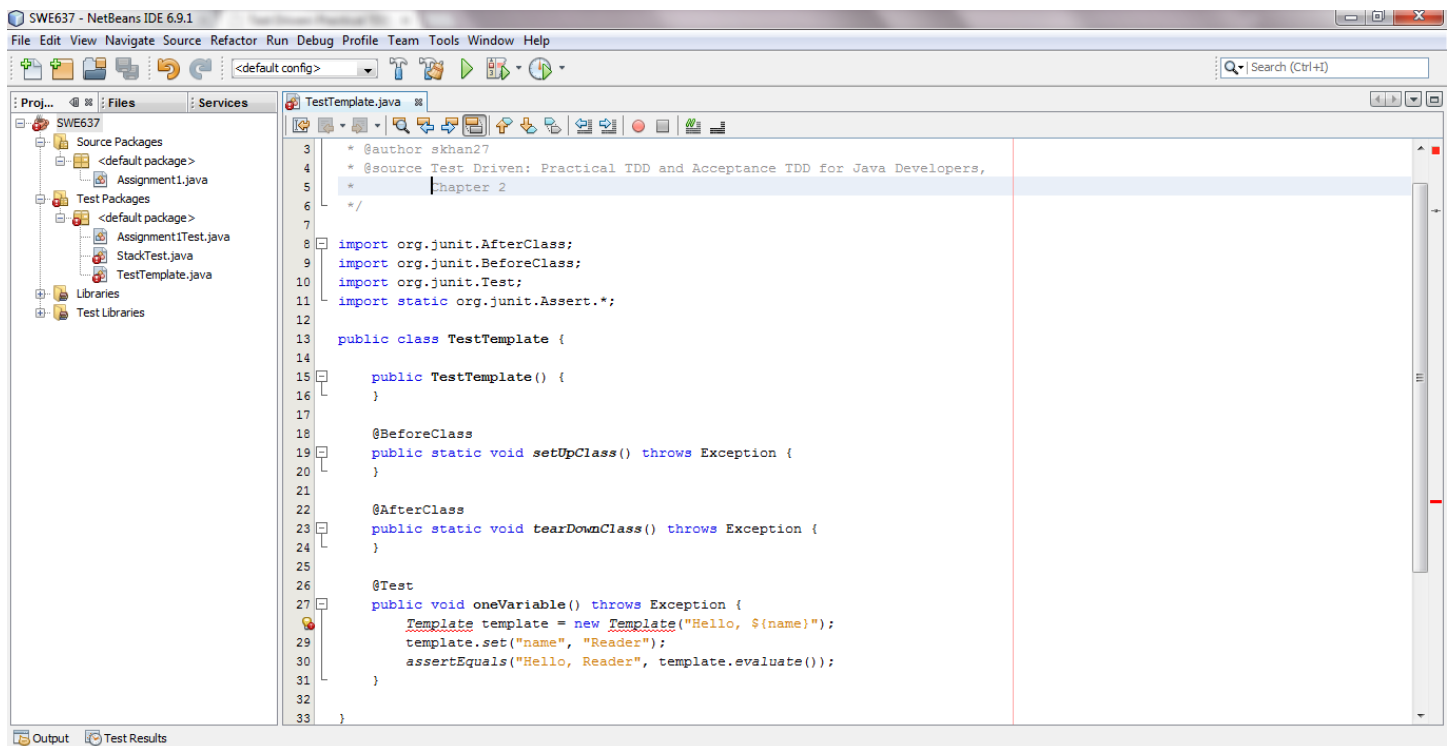 SWE637 - NetBeans IDE 6.9.1
File Edit View Navigate Source Refactor Run Debug Profile Team Tools Window Help
<default config>
Search (Ctrl+I)
Proj... Files Services
TestTemplate.java
SWE637
Source Packages
<default package>
Assignment1.java
Test Packages
<default package>
Assignment1Test.java
StackTest.java
TestTemplate.java
Libraries
Test Libraries
3 * @author skhan27
4 * @source Test Driven: Practical TDD and Acceptance TDD for Java Developers,
5 * Chapter 2
6 */
7
8 import org.junit.AfterClass;
9 import org.junit.BeforeClass;
10 import org.junit.Test;
11 import static org.junit.Assert.*;
12
13 public class TestTemplate {
14
15 public TestTemplate() {
16 }
17
18 @BeforeClass
19 public static void setUpClass() throws Exception {
20 }
21
22 @AfterClass
23 public static void tearDownClass() throws Exception {
24 }
25
26 @Test
27 public void oneVariable() throws Exception {
Template template = new Template("Hello, ${name}");
29 template.set("name", "Reader");
30 assertEquals("Hello, Reader", template.evaluate());
31 }
32
33 }
Output Test Results